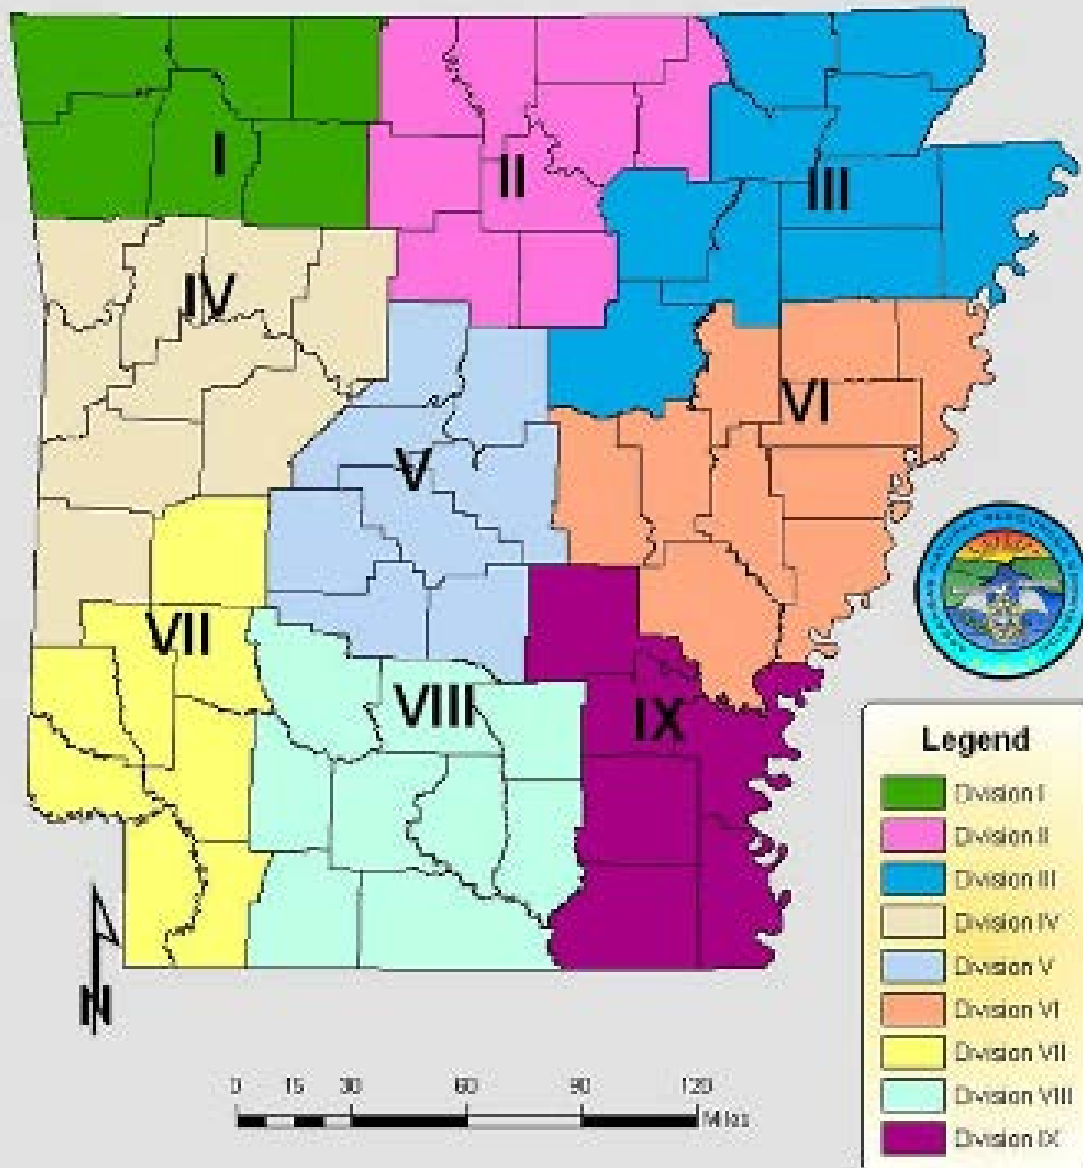 I
II
III
IV
V
VI
VII
VIII
IX
N
0 15 30 60 90 120
Miles
Legend
Division I
Division II
Division III
Division IV
Division V
Division VI
Division VII
Division VIII
Division IX